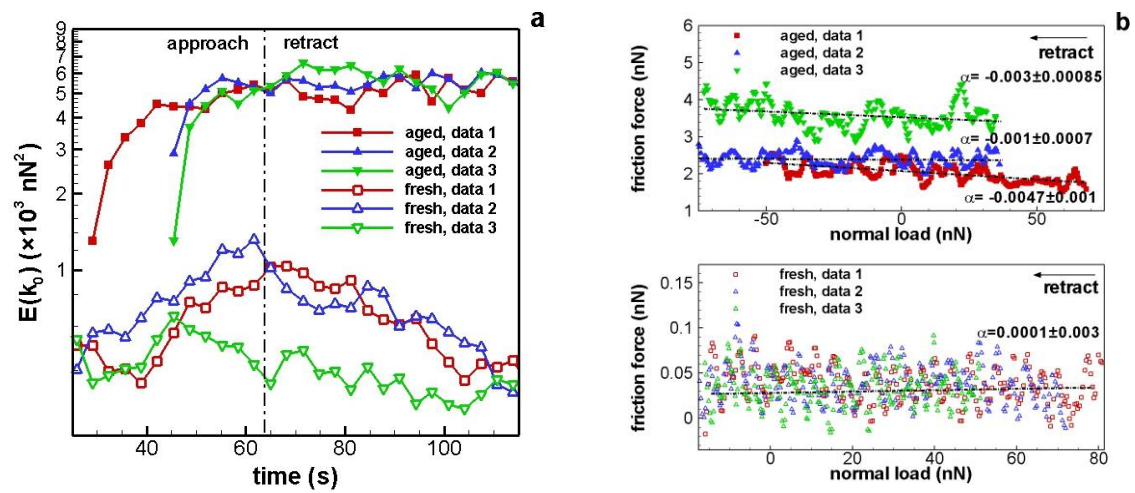 a
approach
retract
E(k₀) (×10³ nN²)
9
8
7
6
5
4
3
2
1
aged, data 1
aged, data 2
aged, data 3
fresh, data 1
fresh, data 2
fresh, data 3
40
60
80
100
time (s)
b
friction force (nN)
6
5
4
3
2
1
aged, data 1
aged, data 2
aged, data 3
retract
α= -0.003±0.00085
α= -0.001±0.0007
α= -0.0047±0.001
-50
0
50
normal load (nN)
friction force (nN)
0.15
0.1
0.05
0
fresh, data 1
fresh, data 2
fresh, data 3
retract
α=0.0001±0.003
0
20
40
60
80
normal load (nN)